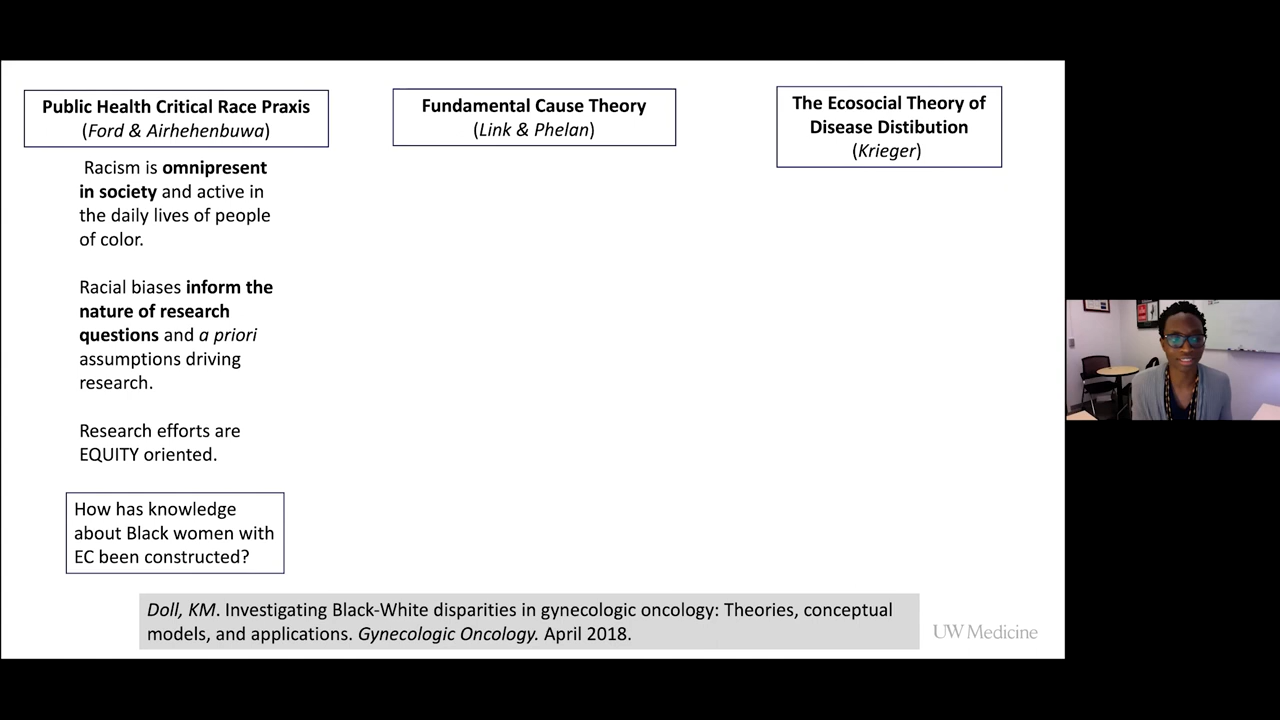 Public Health Critical Race Praxis
(Ford & Airhehenbuwa)
Racism is omnipresent
in society and active in
the daily lives of people
of color.
Racial biases inform the
nature of research
questions and a priori
assumptions driving
research.
Research efforts are
EQUITY oriented.
How has knowledge
about Black women with
EC been constructed?
Fundamental Cause Theory
(Link & Phelan)
The Ecosocial Theory of
Disease Distibution
(Krieger)
Doll, KM. Investigating Black-White disparities in gynecologic oncology: Theories, conceptual
models, and applications. Gynecologic Oncology. April 2018.
UW Medicine